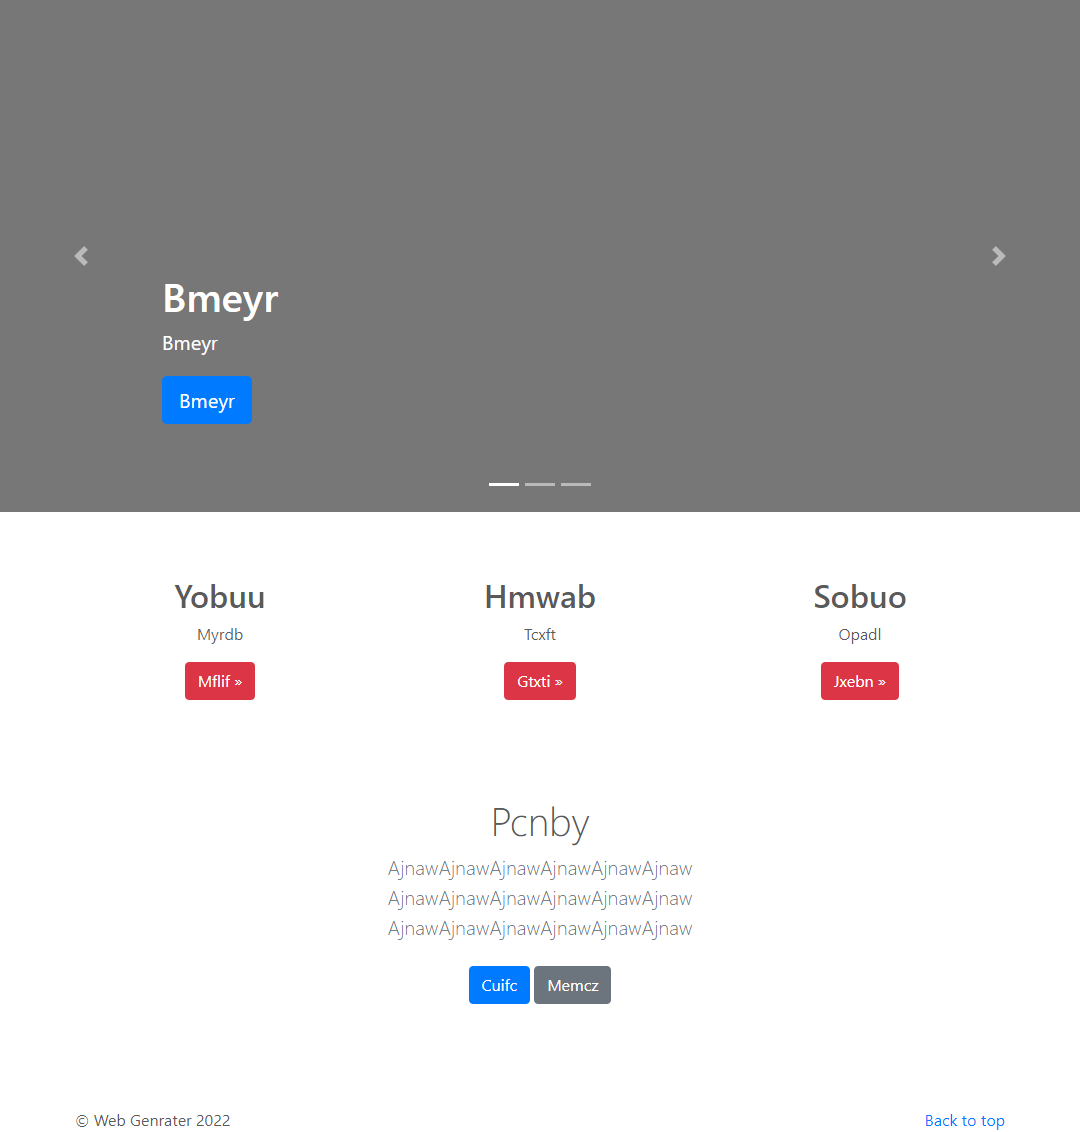 Bmeyr
Bmeyr
Bmeyr
Yobuu
Myrdb
Mflif »
Hmwab
Tcxft
Gtxti »
Sobuo
Opadl
Jxebn »
Pcnby
AjnawAjnawAjnawAjnawAjnawAjnaw
AjnawAjnawAjnawAjnawAjnawAjnaw
AjnawAjnawAjnawAjnawAjnawAjnaw
Cuifc Memcz
© Web Genrater 2022
Back to top